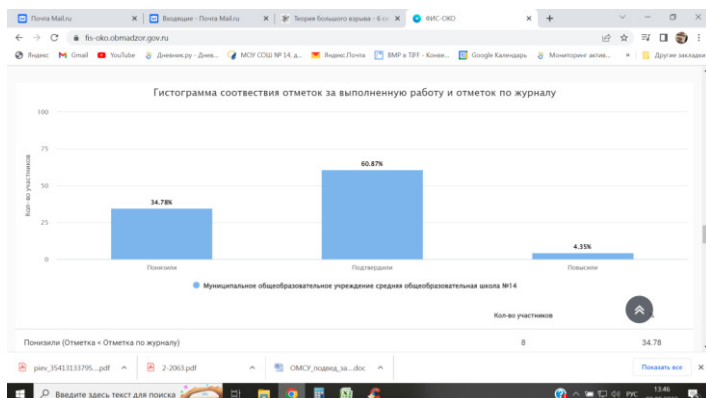 Почта Mail.ru
Входящие - Почта Mail.ru
Теория большого взрыва - 6 се
ФИС ОКО
fis-oko.obrnadzor.gov.ru
Яндекс
Gmail
YouTube
Дневник.ру - Днев...
МОУ СОШ № 14, д...
Яндекс.Почта
BMP в TIFF - Конве...
Google Календарь
Мониторинг актив...
Другие закладки
Гистограмма соотвествия отметок за выполненную работу и отметок по журналу
Кол-во участников
100
75
50
25
0
34.78%
60.87%
4.35%
Понизили
Подтвердили
Повысили
Муниципальное общеобразовательное учреждение средняя общеобразовательная школа №14
Кол-во участников
Понизили (Отметка < Отметка по журналу)
8
34.78
piev_35413133795...pdf
2-2063.pdf
ОМСУ_подвед_за...doc
Показать все
Введите здесь текст для поиска
РУС
13:46